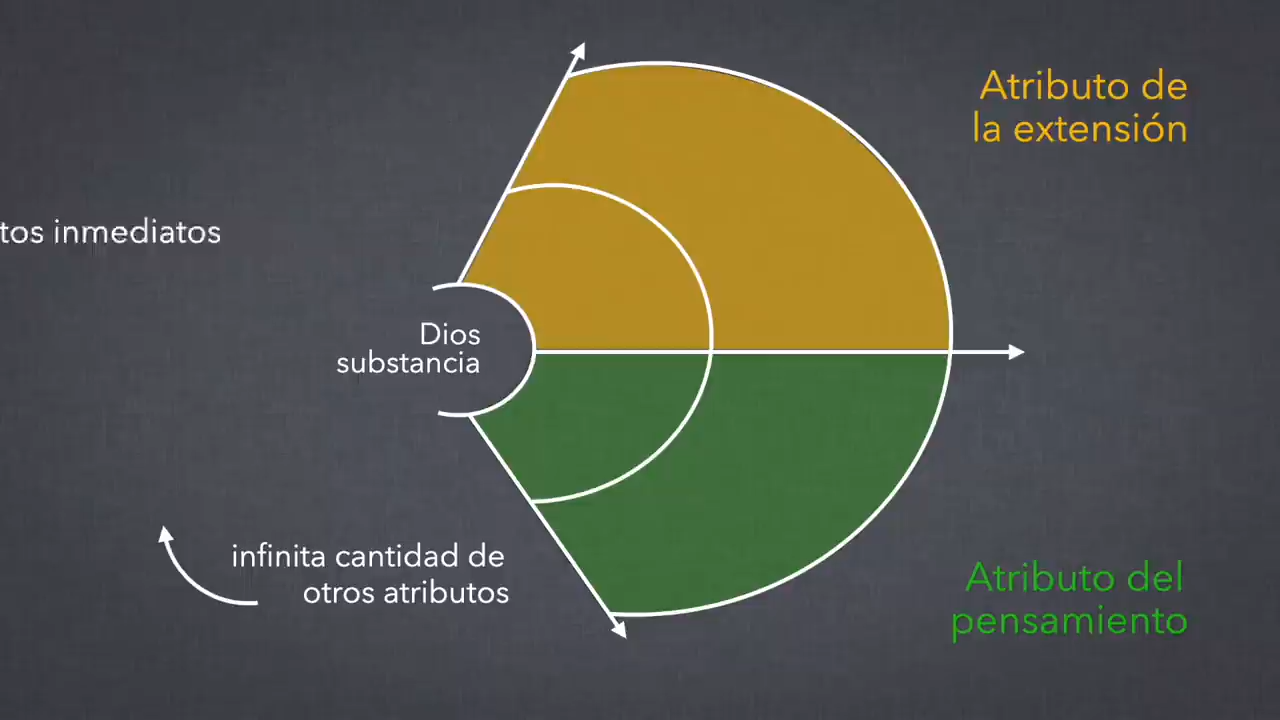 Atributo de
la extensión
tos inmediatos
Dios
substancia
infinita cantidad de
otros atributos
Atributo del
pensamiento